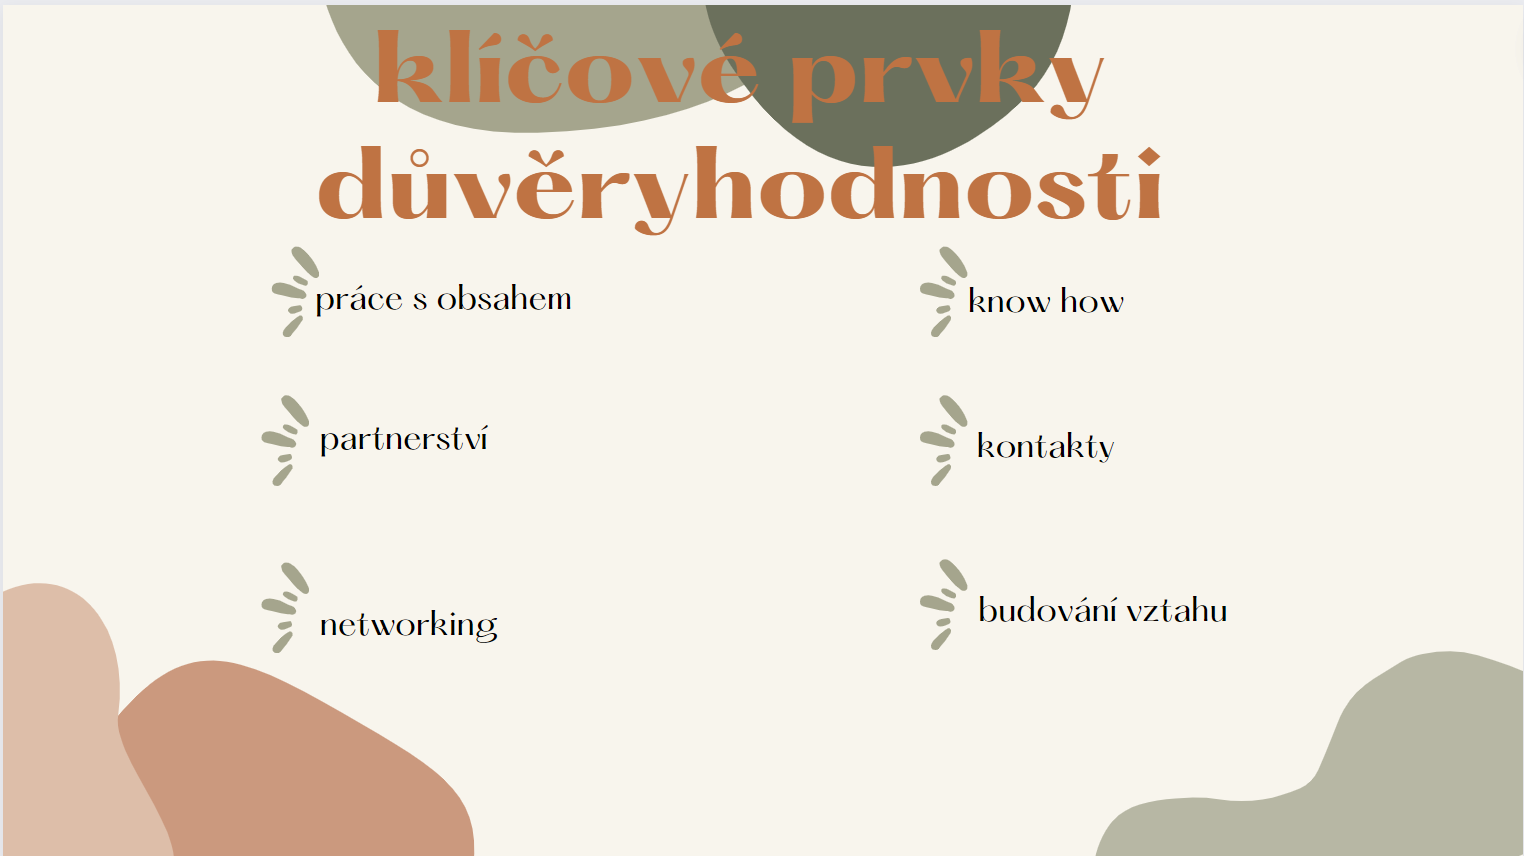 klíčové prvky
důvěryhodnosti
práce s obsahem
know how
partnerství
kontakty
networking
budování vztahu